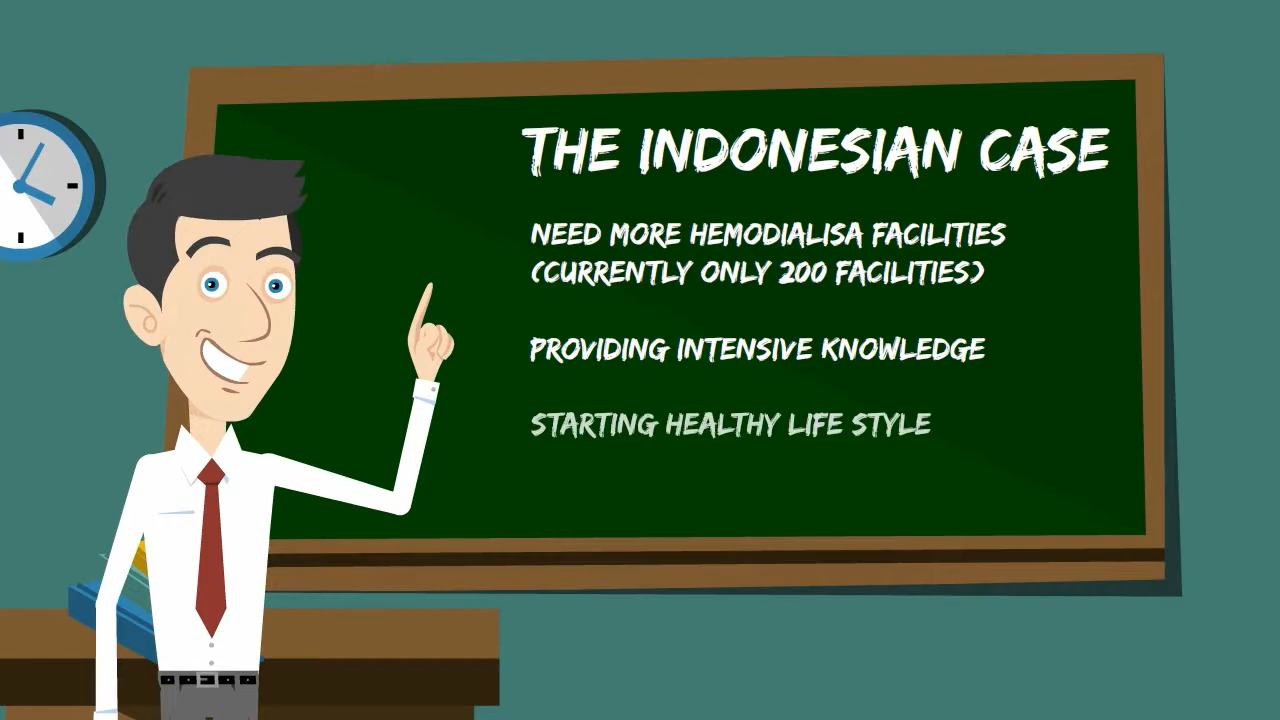 THE INDONESIAN CASE
NEED MORE HEMODIALISA FACILITIES
(CURRENTLY ONLY 200 FACILITIES)
PROVIDING INTENSIVE KNOWLEDGE
STARTING HEALTHY LIFE STYLE